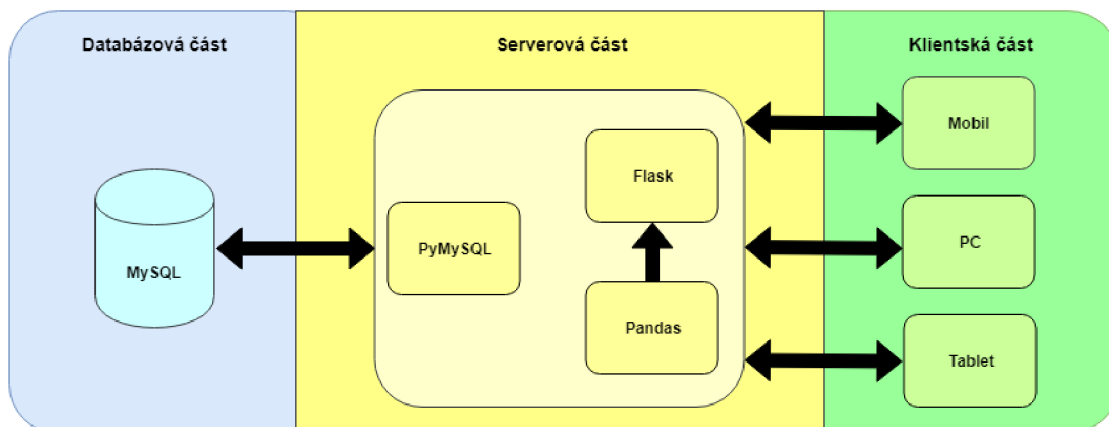 Databázová část
Serverová část
Klientská část
MySQL
PyMySQL
Flask
Pandas
Mobil
PC
Tablet